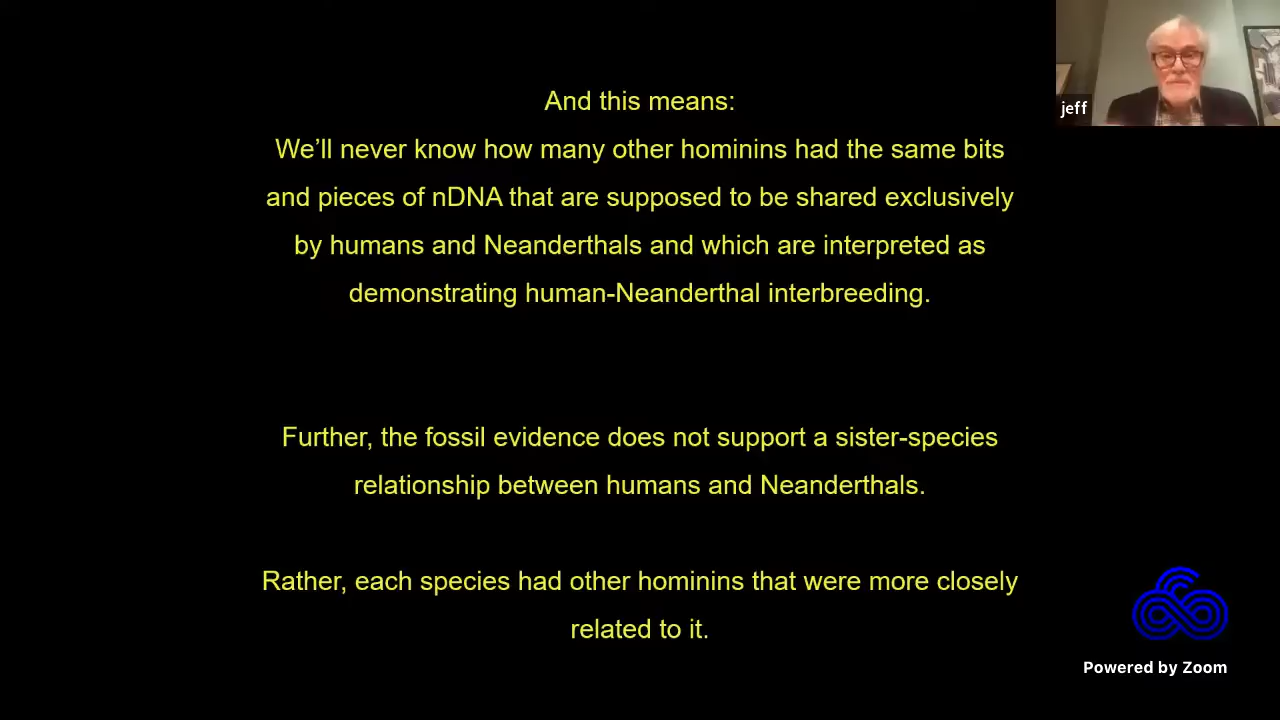 And this means:
We’ll never know how many other hominins had the same bits
and pieces of nDNA that are supposed to be shared exclusively
by humans and Neanderthals and which are interpreted as
demonstrating human-Neanderthal interbreeding.
Further, the fossil evidence does not support a sister-species
relationship between humans and Neanderthals.
Rather, each species had other hominins that were more closely
related to it.
jeff
Powered by Zoom